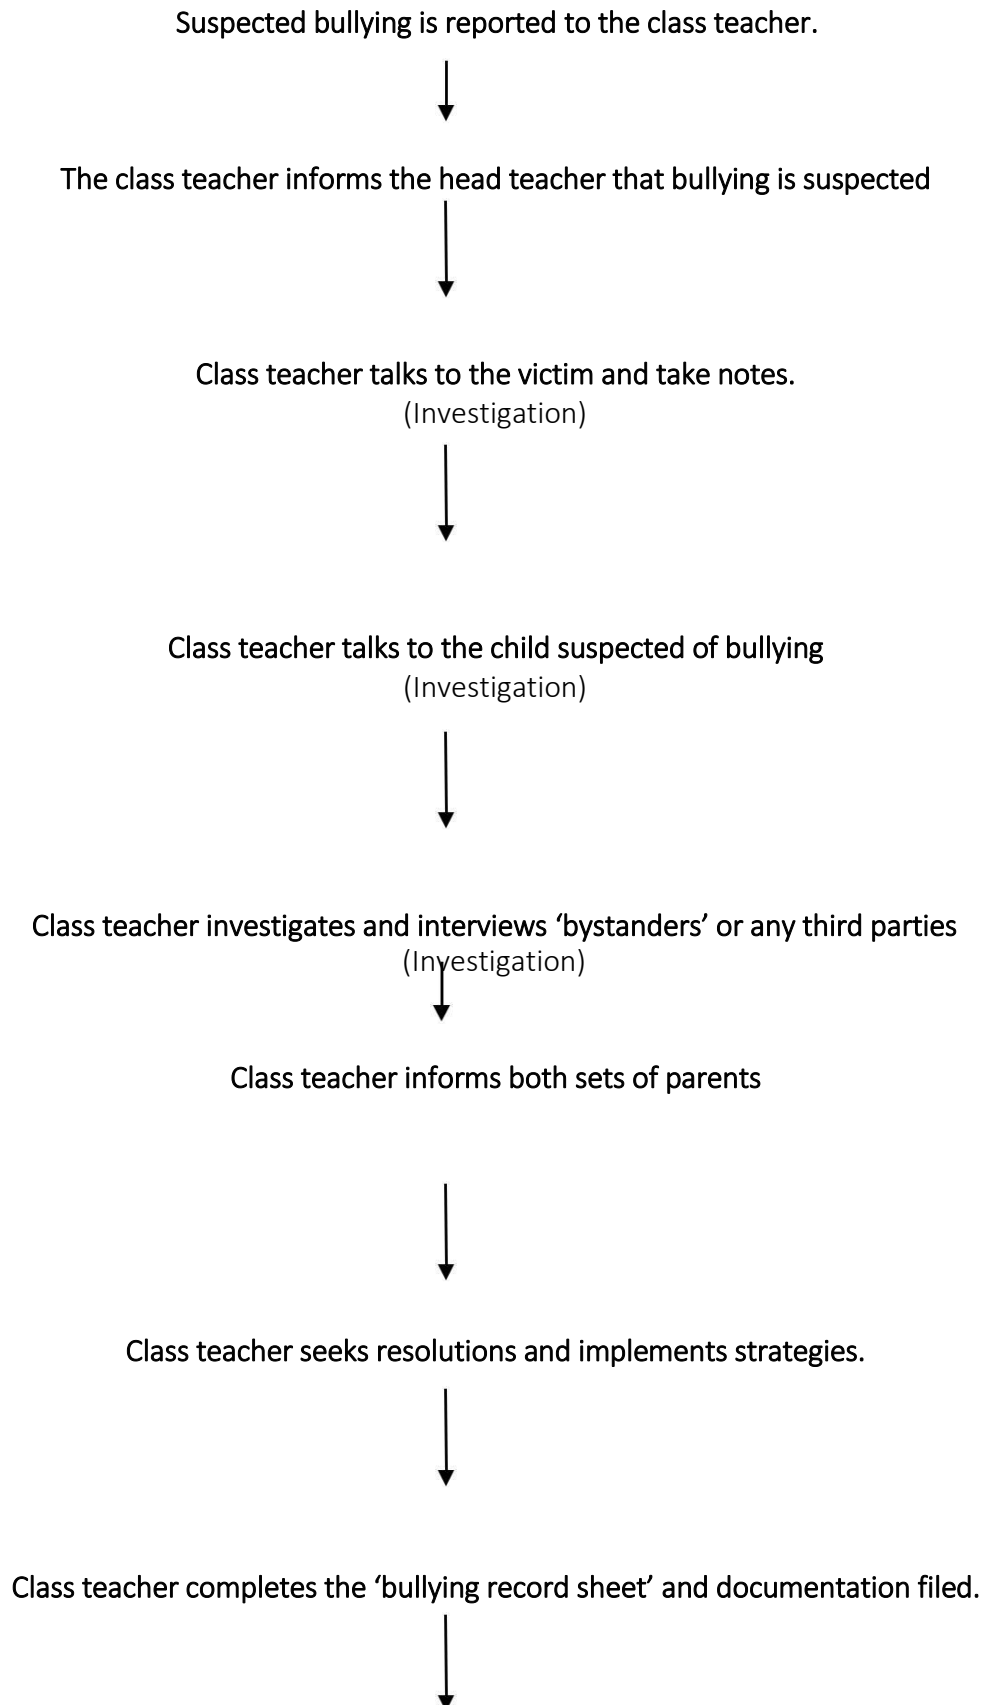 Suspected bullying is reported to the class teacher.
The class teacher informs the head teacher that bullying is suspected
Class teacher talks to the victim and take notes.
(Investigation)
Class teacher talks to the child suspected of bullying
(Investigation)
Class teacher investigates and interviews ‘bystanders’ or any third parties
(Investigation)
Class teacher informs both sets of parents
Class teacher seeks resolutions and implements strategies.
Class teacher completes the ‘bullying record sheet’ and documentation filed.